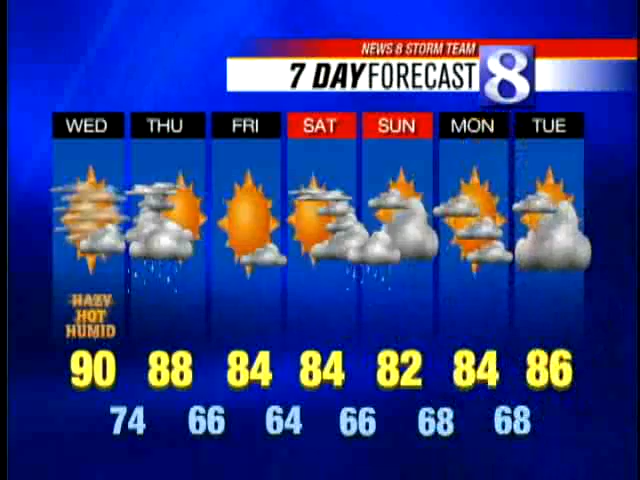 NEWS 8 STORM TEAM
7 DAY FORECAST 8
WED THU FRI SAT SUN MON TUE
HAZY
HOT
HUMID
90 88 84 84 82 84 86
74 66 64 66 68 68